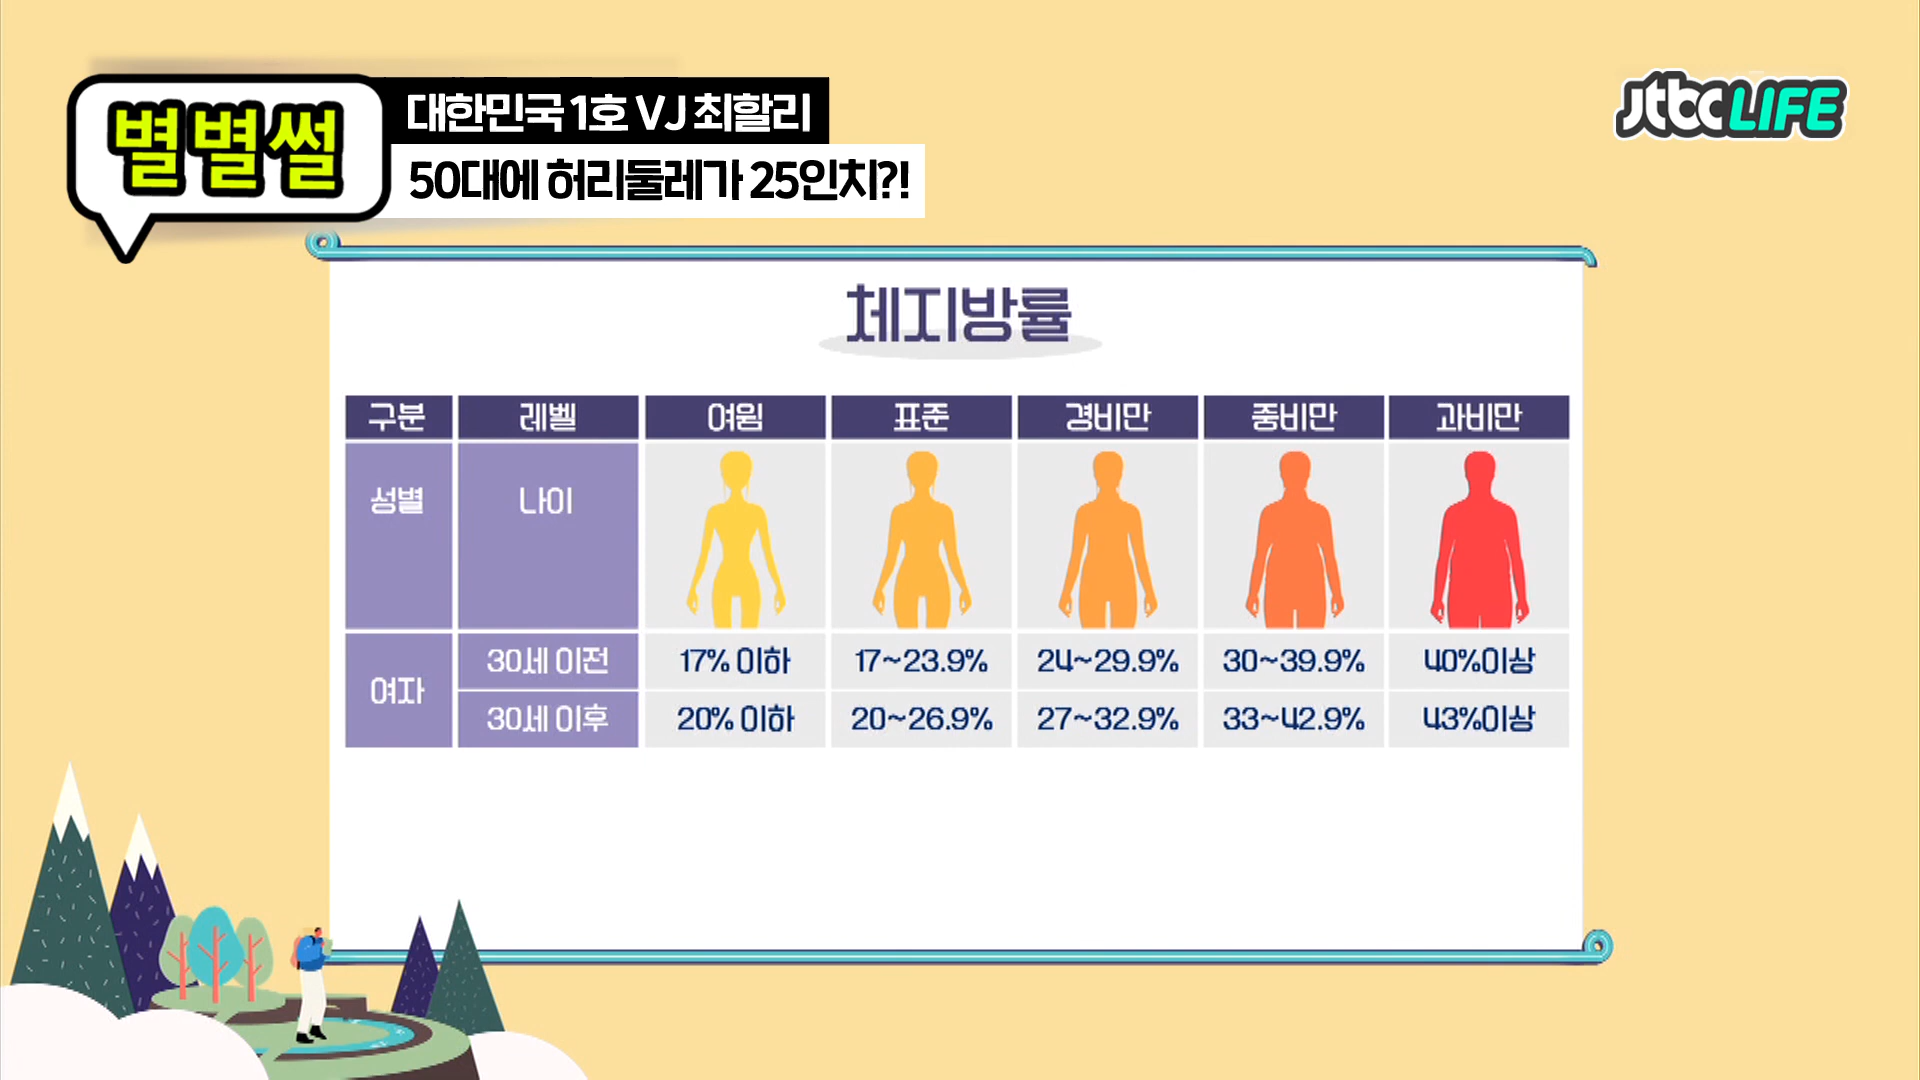 별별썰
대한민국 1호 VJ 최할리
50대에 허리둘레가 25인치?!
jtbc LIFE
체지방률
구분 레벨 여윔 표준 경비만 중비만 과비만
성별 나이
여자 30세 이전 17% 이하 17~23.9% 24~29.9% 30~39.9% 40%이상
30세 이후 20% 이하 20~26.9% 27~32.9% 33~42.9% 43%이상